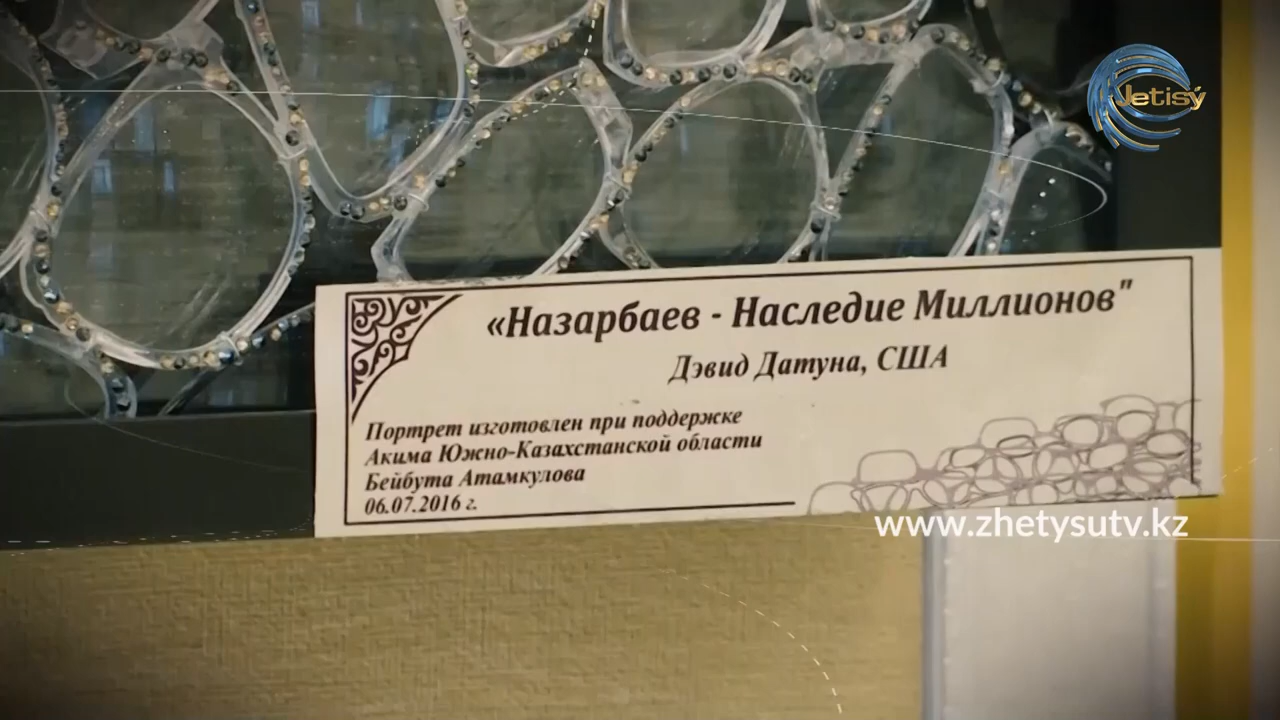 Jetisý
«Назарбаев - Наследие Миллионов"
Дэвид Датуна, США
Портрет изготовлен при поддержке
Акима Южно-Казахстанской области
Бейбута Атамкулова
06.07.2016 г.
www.zhetysutv.kz